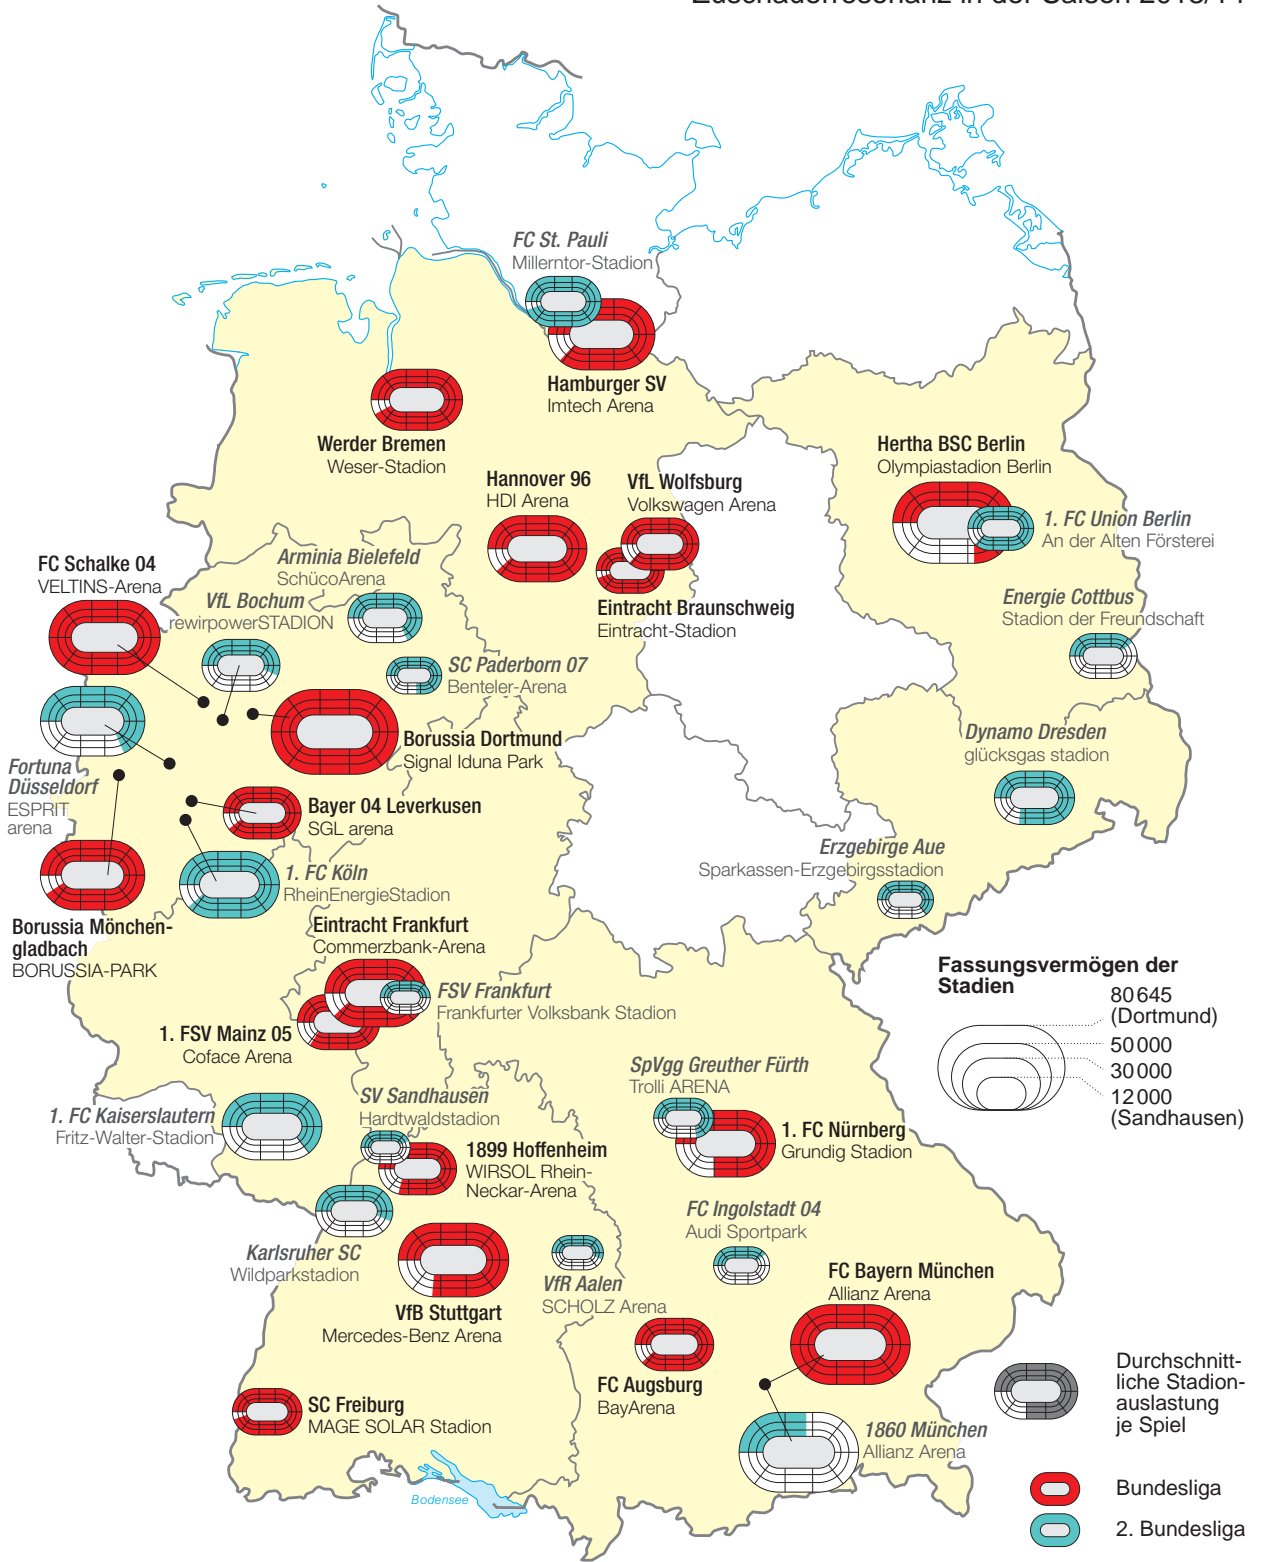 Zuschauerresonanz in der Saison 2013/14
FC St. Pauli
Millerntor-Stadion
Hamburger SV
Imtech Arena
Werder Bremen
Weser-Stadion
Hannover 96
HDI Arena
VfL Wolfsburg
Volkswagen Arena
Hertha BSC Berlin
Olympiastadion Berlin
1. FC Union Berlin
An der Alten Försterei
Eintracht Braunschweig
Eintracht-Stadion
Energie Cottbus
Stadion der Freundschaft
FC Schalke 04
VELTINS-Arena
Arminia Bielefeld
SchücoArena
VfL Bochum
rewirpowerSTADION
SC Paderborn 07
Benteler-Arena
Borussia Dortmund
Signal Iduna Park
Dynamo Dresden
glücksgas stadion
Fortuna
Düsseldorf
ESPRIT
arena
Bayer 04 Leverkusen
SGL arena
Erzgebirge Aue
Sparkassen-Erzgebirgsstadion
1. FC Köln
RheinEnergieStadion
Borussia Mönchen-
gladbach
BORUSSIA-PARK
Eintracht Frankfurt
Commerzbank-Arena
FSV Frankfurt
Frankfurter Volksbank Stadion
1. FSV Mainz 05
Coface Arena
Fassungsvermögen der
Stadien
80 645
(Dortmund)
50 000
30 000
12 000
(Sandhausen)
SpVgg Greuther Fürth
Trolli ARENA
1. FC Nürnberg
Grundig Stadion
SV Sandhausen
Hardtwaldstadion
1. FC Kaiserslautern
Fritz-Walter-Stadion
1899 Hoffenheim
WIRSOL Rhein-
Neckar-Arena
Karlsruher SC
Wildparkstadion
FC Ingolstadt 04
Audi Sportpark
VfR Aalen
SCHOLZ Arena
VfB Stuttgart
Mercedes-Benz Arena
FC Bayern München
Allianz Arena
FC Augsburg
BayArena
SC Freiburg
MAGE SOLAR Stadion
1860 München
Allianz Arena
Bodensee
Durchschnitt-
liche Stadion-
auslastung
je Spiel
Bundesliga
2. Bundesliga